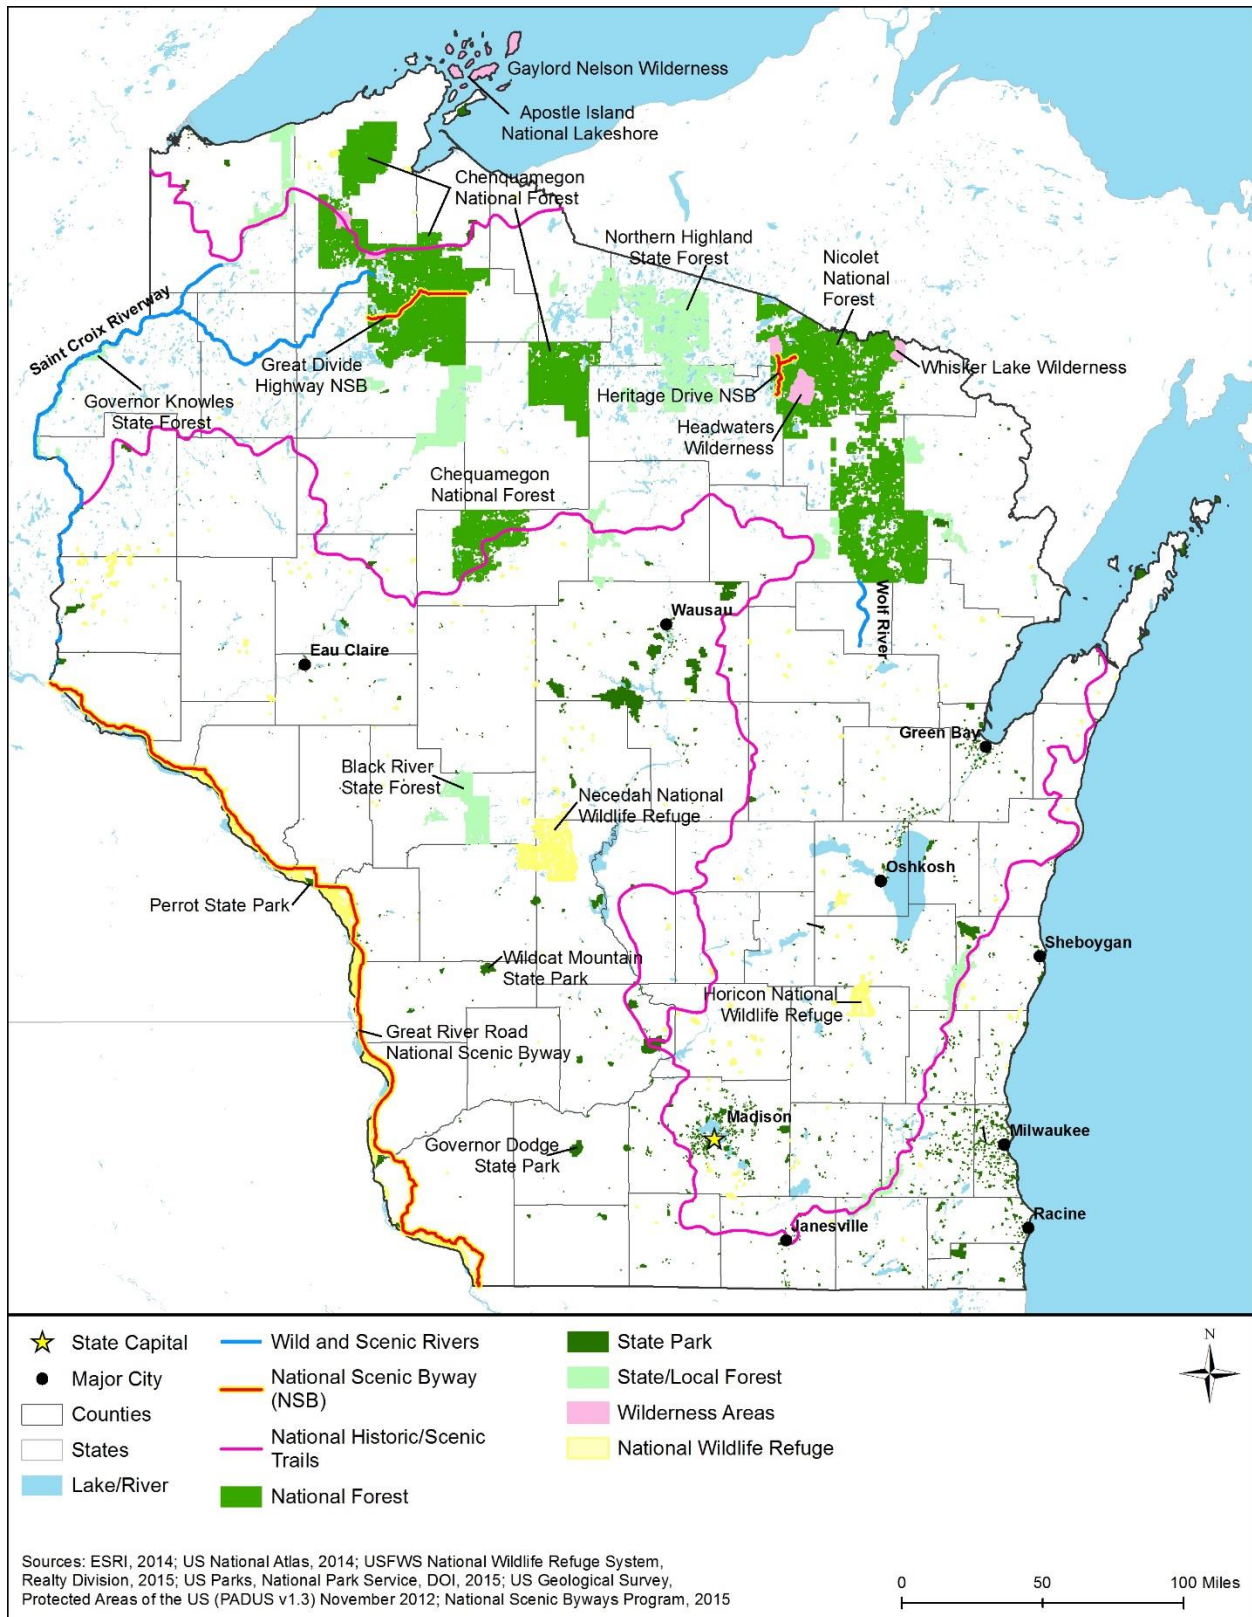 Gaylord Nelson Wilderness
Apostle Island
National Lakeshore
Chenquamegon
National Forest
Northern Highland
State Forest
Nicolet
National
Forest
Saint Croix Riverway
Great Divide
Highway NSB
Whisker Lake Wilderness
Heritage Drive NSB
Governor Knowles
State Forest
Headwaters
Wilderness
Chequamegon
National Forest
Wolf River
Wausau
Eau Claire
Green Bay
Black River
State Forest
Necedah National
Wildlife Refuge
Oshkosh
Perrot State Park
Sheboygan
Wildcat Mountain
State Park
Horicon National
Wildlife Refuge
Great River Road
National Scenic Byway
Madison
Milwaukee
Governor Dodge
State Park
Racine
Janesville
State Capital
Major City
Counties
States
Lake/River
Wild and Scenic Rivers
National Scenic Byway
(NSB)
National Historic/Scenic
Trails
National Forest
State Park
State/Local Forest
Wilderness Areas
National Wildlife Refuge
N
Sources: ESRI, 2014; US National Atlas, 2014; USFWS National Wildlife Refuge System,
Realty Division, 2015; US Parks, National Park Service, DOI, 2015; US Geological Survey,
Protected Areas of the US (PADUS v1.3) November 2012; National Scenic Byways Program, 2015
0 50 100 Miles